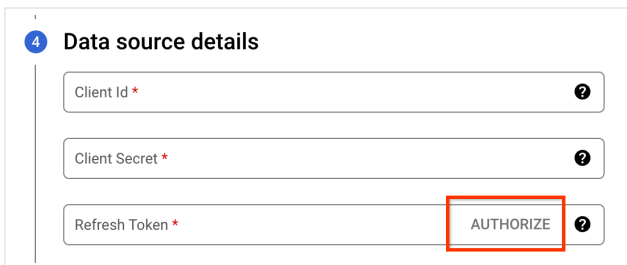 4 Data source details
Client Id *
Client Secret *
Refresh Token * AUTHORIZE